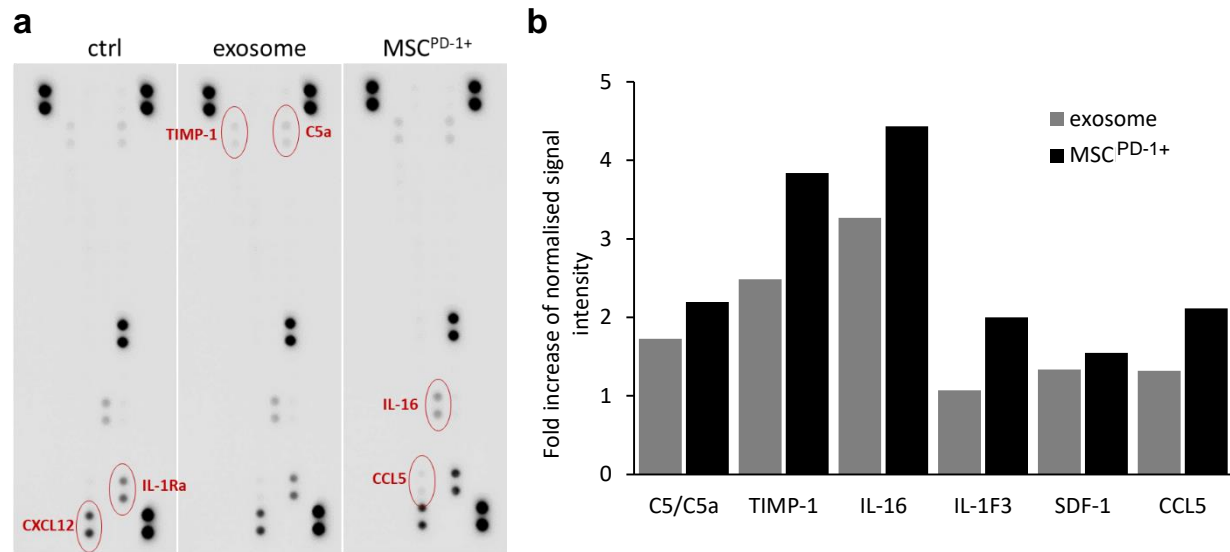 a
ctrl
exosome
MSCPD-1+
TIMP-1
C5a
IL-16
CCL5
IL-1Ra
CXCL12
b
Fold increase of normalised signal
intensity
5
4
3
2
1
0
exosome
MSCPD-1+
C5/C5a
TIMP-1
IL-16
IL-1F3
SDF-1
CCL5